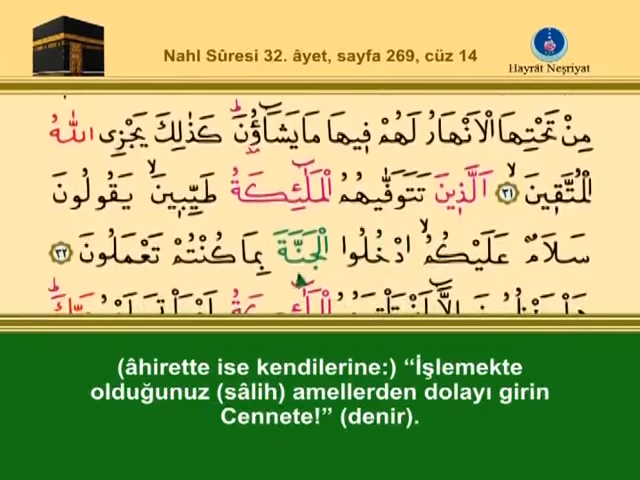 Nahl Sûresi 32. âyet, sayfa 269, cüz 14
Hayrât Neşriyat
مِنْ تَحْتِهَا الْاَنْهَارُ لَهُمْ فِيهَا مَا يَشَاؤُنَ كَذٰلِكَ يَجْزِى اللّٰهُ
الْمُتَّقِينَ ﴿٣١﴾ اَلَّذِينَ تَتَوَفّٰيهُمُ الْمَلٰئِكَةُ طَيِّبِينَ يَقُولُونَ
سَلَامٌ عَلَيْكُمُ ادْخُلُوا الْجَنَّةَ بِمَا كُنْتُمْ تَعْمَلُونَ ﴿٣٢﴾
(âhirette ise kendilerine:) “İşlemekte
olduğunuz (sâlih) amellerden dolayı girin
Cennete!” (denir).